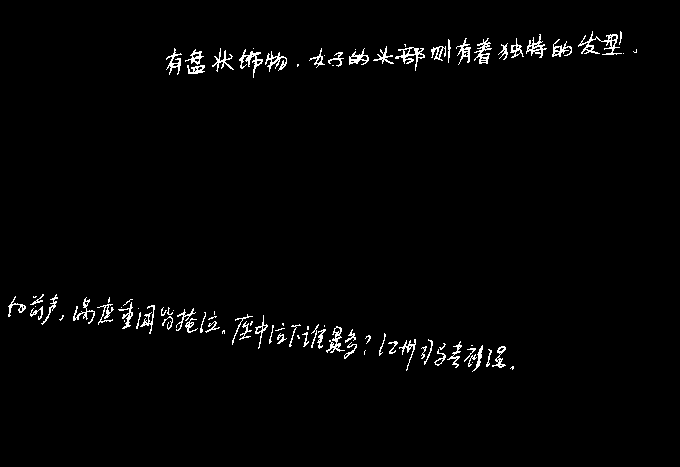 有盘状饰物，女子的头部则有着独特的发型。
向前声，满座重闻皆掩泣。座中泣下谁最多？江州司马青衫湿。